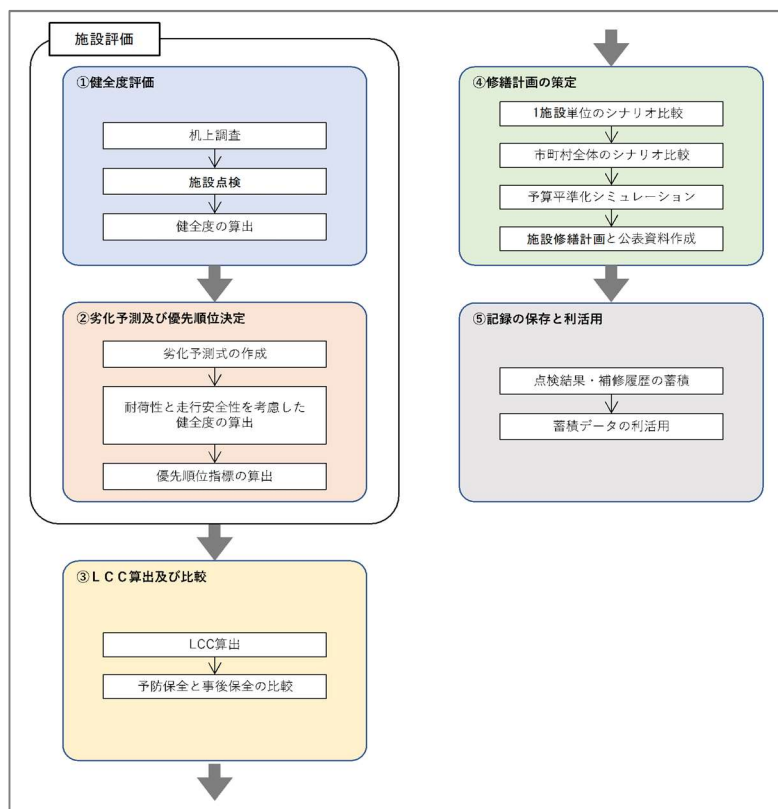 施設評価
①健全度評価
机上調査
施設点検
健全度の算出
②劣化予測及び優先順位決定
劣化予測式の作成
耐荷性と走行安全性を考慮した
健全度の算出
優先順位指標の算出
③ＬＣＣ算出及び比較
LCC算出
予防保全と事後保全の比較
④修繕計画の策定
1施設単位のシナリオ比較
市町村全体のシナリオ比較
予算平準化シミュレーション
施設修繕計画と公表資料作成
⑤記録の保存と利活用
点検結果・補修履歴の蓄積
蓄積データの利活用